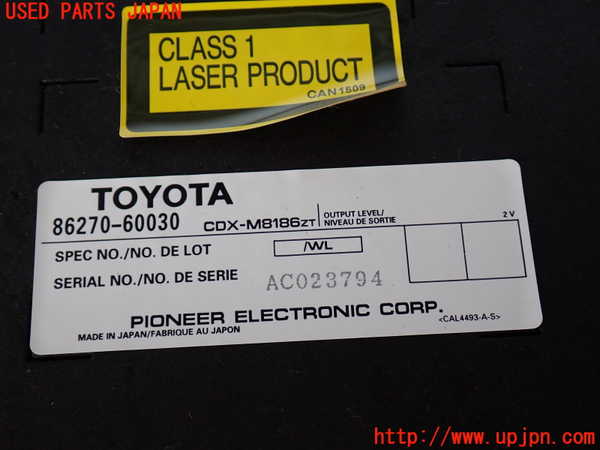 USED PARTS JAPAN
CLASS 1
LASER PRODUCT
CAN1509
TOYOTA
86270-60030 CDX-M8186ZT OUTPUT LEVEL/
NIVEAU DE SORTIE
2 V
SPEC NO./NO. DE LOT /WL
SERIAL NO./NO. DE SERIE AC023794
PIONEER ELECTRONIC CORP.
MADE IN JAPAN/FABRIQUE AU JAPON
<CAL4493-A-S>
http://www.upjpn.com/